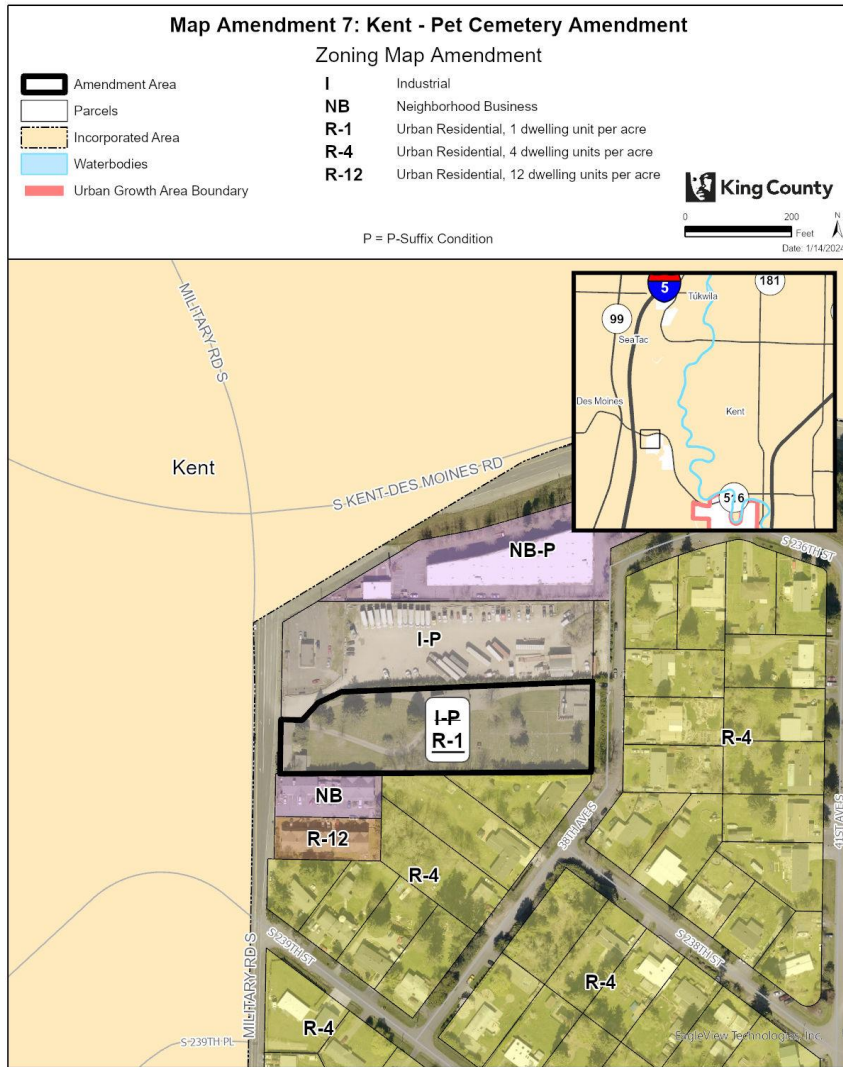 Map Amendment 7: Kent - Pet Cemetery Amendment
Zoning Map Amendment
Amendment Area
Parcels
Incorporated Area
Waterbodies
Urban Growth Area Boundary
I Industrial
NB Neighborhood Business
R-1 Urban Residential, 1 dwelling unit per acre
R-4 Urban Residential, 4 dwelling units per acre
R-12 Urban Residential, 12 dwelling units per acre
P = P-Suffix Condition
King County
0 200
Feet
N
Date: 1/14/2024
5
181
Tukwila
99
SeaTac
Des Moines
Kent
516
MILITARY RD S
Kent
S KENT-DES MOINES RD
S 236TH ST
NB-P
I-P
I-P
R-1
R-4
NB
R-12
R-4
38TH AVE S
41ST AVE S
S 239TH ST
S 238TH ST
MILITARY RD S
R-4
R-4
S 239TH PL
EagleView Technologies, Inc.